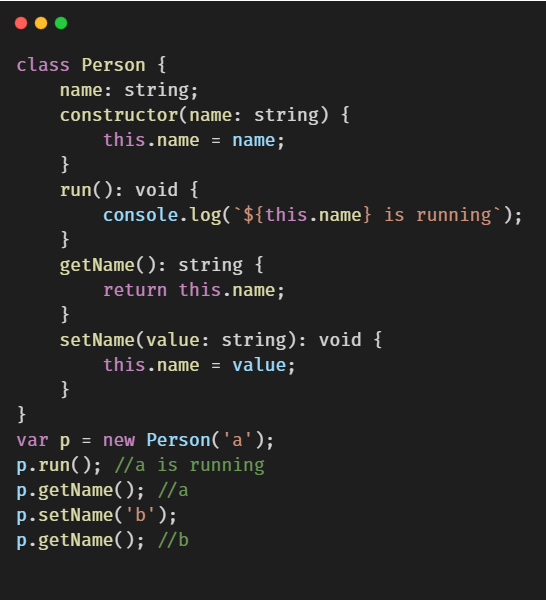 class Person {
    name: string;
    constructor(name: string) {
        this.name = name;
    }
    run(): void {
        console.log(`${this.name} is running`);
    }
    getName(): string {
        return this.name;
    }
    setName(value: string): void {
        this.name = value;
    }
}
var p = new Person('a');
p.run(); //a is running
p.getName(); //a
p.setName('b');
p.getName(); //b